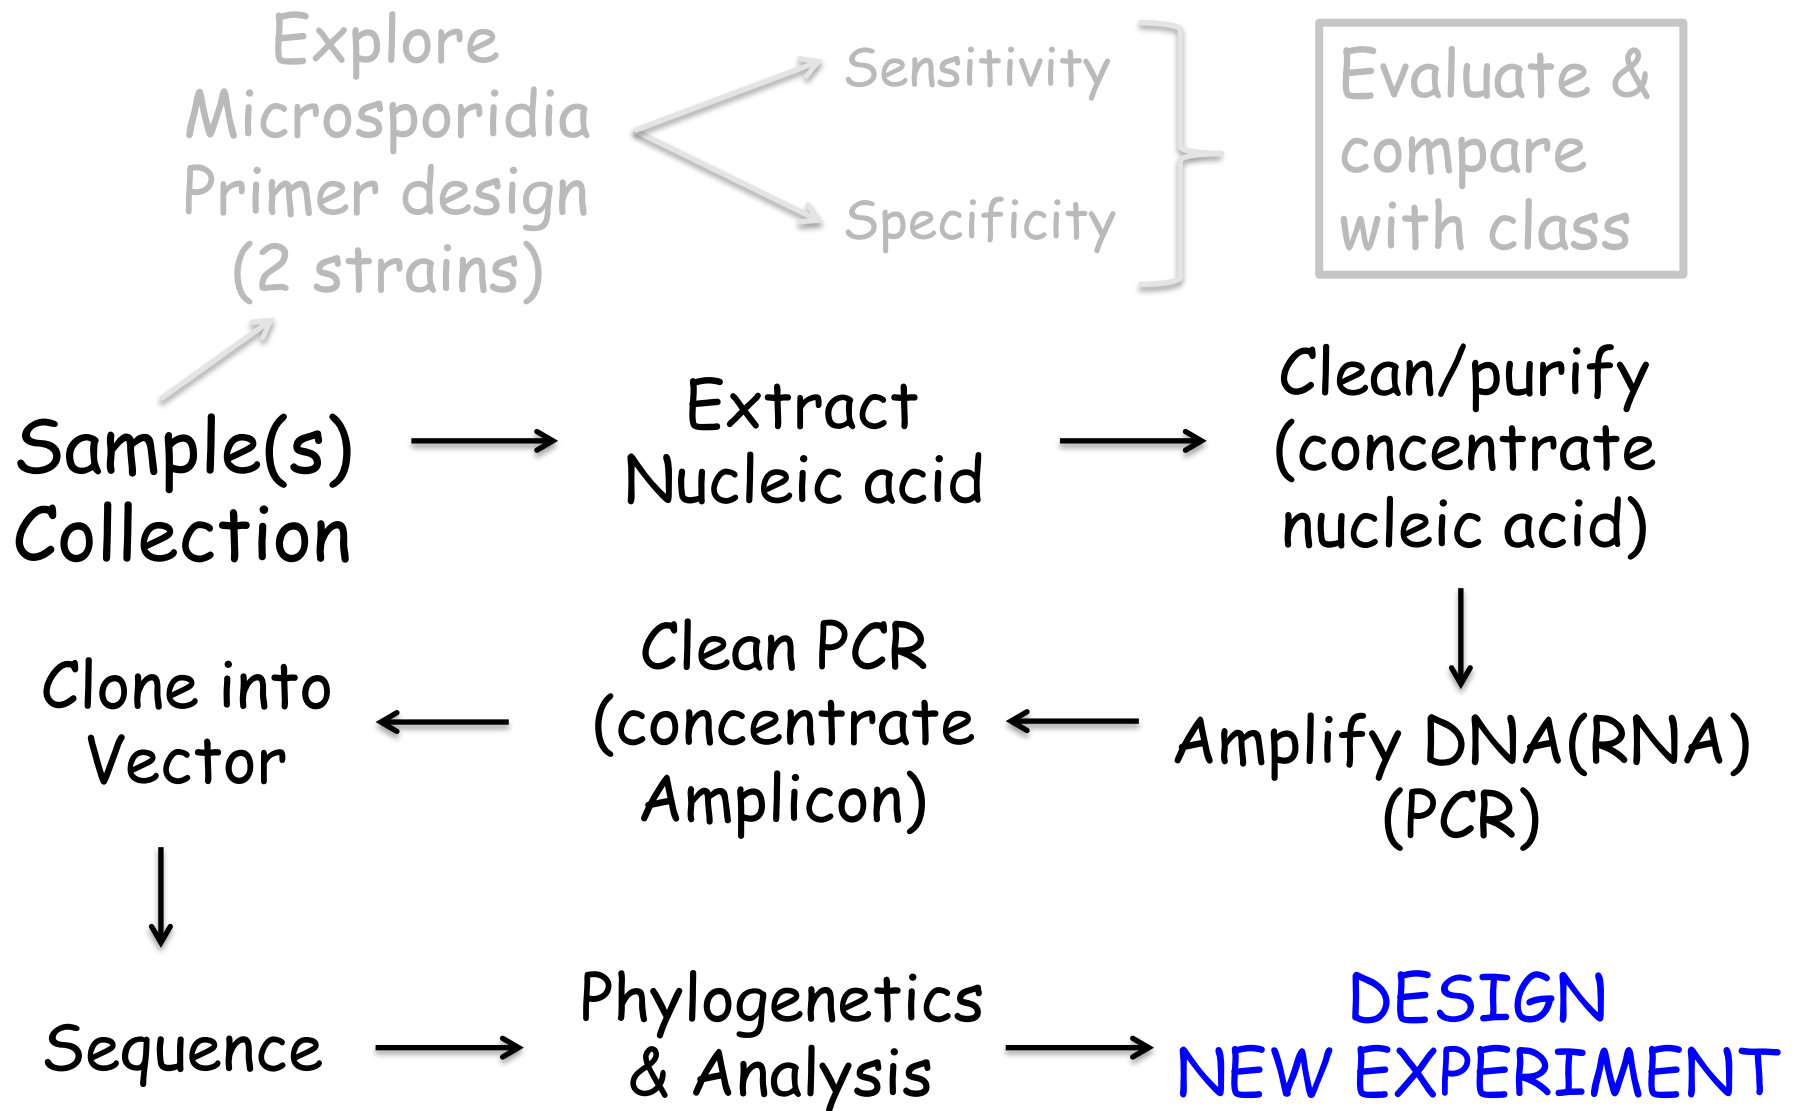 Explore
Microsporidia
Primer design
(2 strains)
Sensitivity
Specificity
Evaluate &
compare
with class
Sample(s)
Collection
Extract
Nucleic acid
Clean/purify
(concentrate
nucleic acid)
Amplify DNA(RNA)
(PCR)
Clean PCR
(concentrate
Amplicon)
Clone into
Vector
Sequence
Phylogenetics
& Analysis
DESIGN
NEW EXPERIMENT